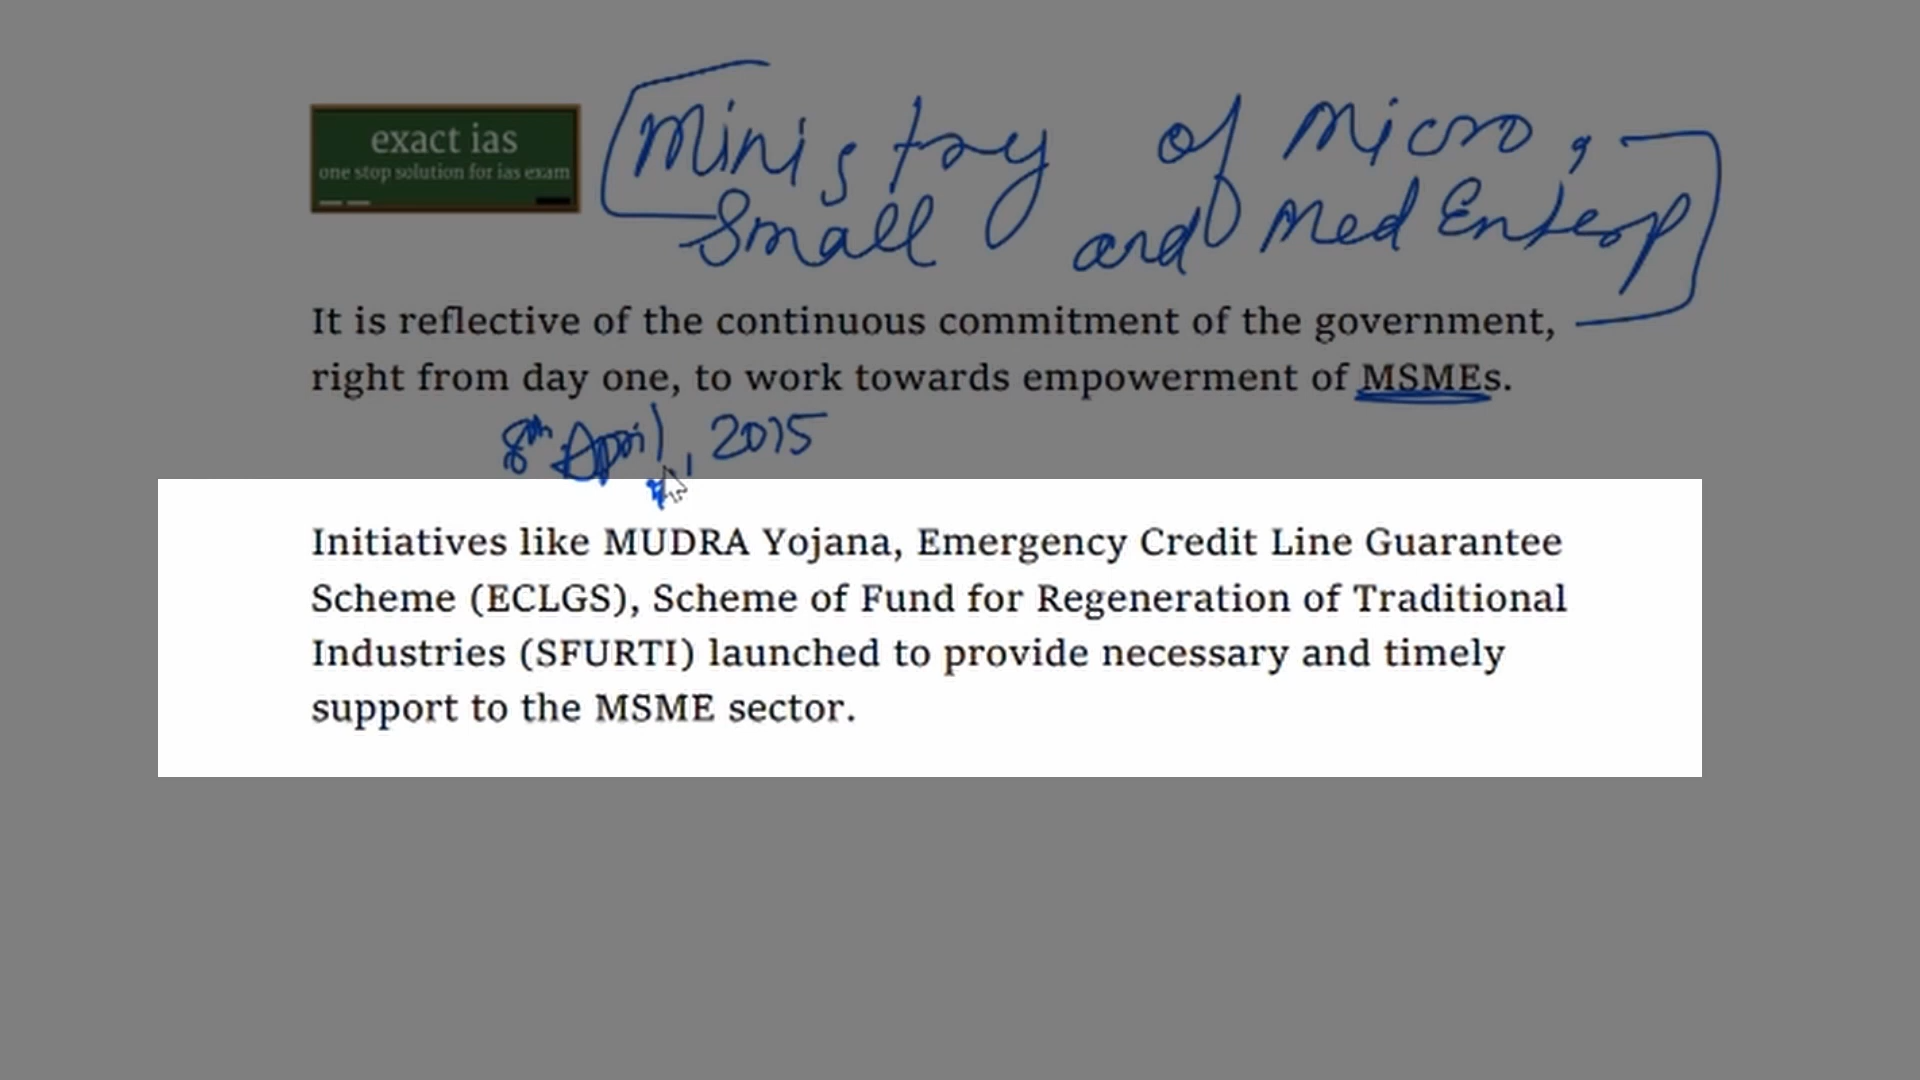 exact ias
one stop solution for ias exam
Ministry of Micro,
Small and Med Enterp
It is reflective of the continuous commitment of the government,
right from day one, to work towards empowerment of MSMEs.
8th April, 2015
Initiatives like MUDRA Yojana, Emergency Credit Line Guarantee
Scheme (ECLGS), Scheme of Fund for Regeneration of Traditional
Industries (SFURTI) launched to provide necessary and timely
support to the MSME sector.